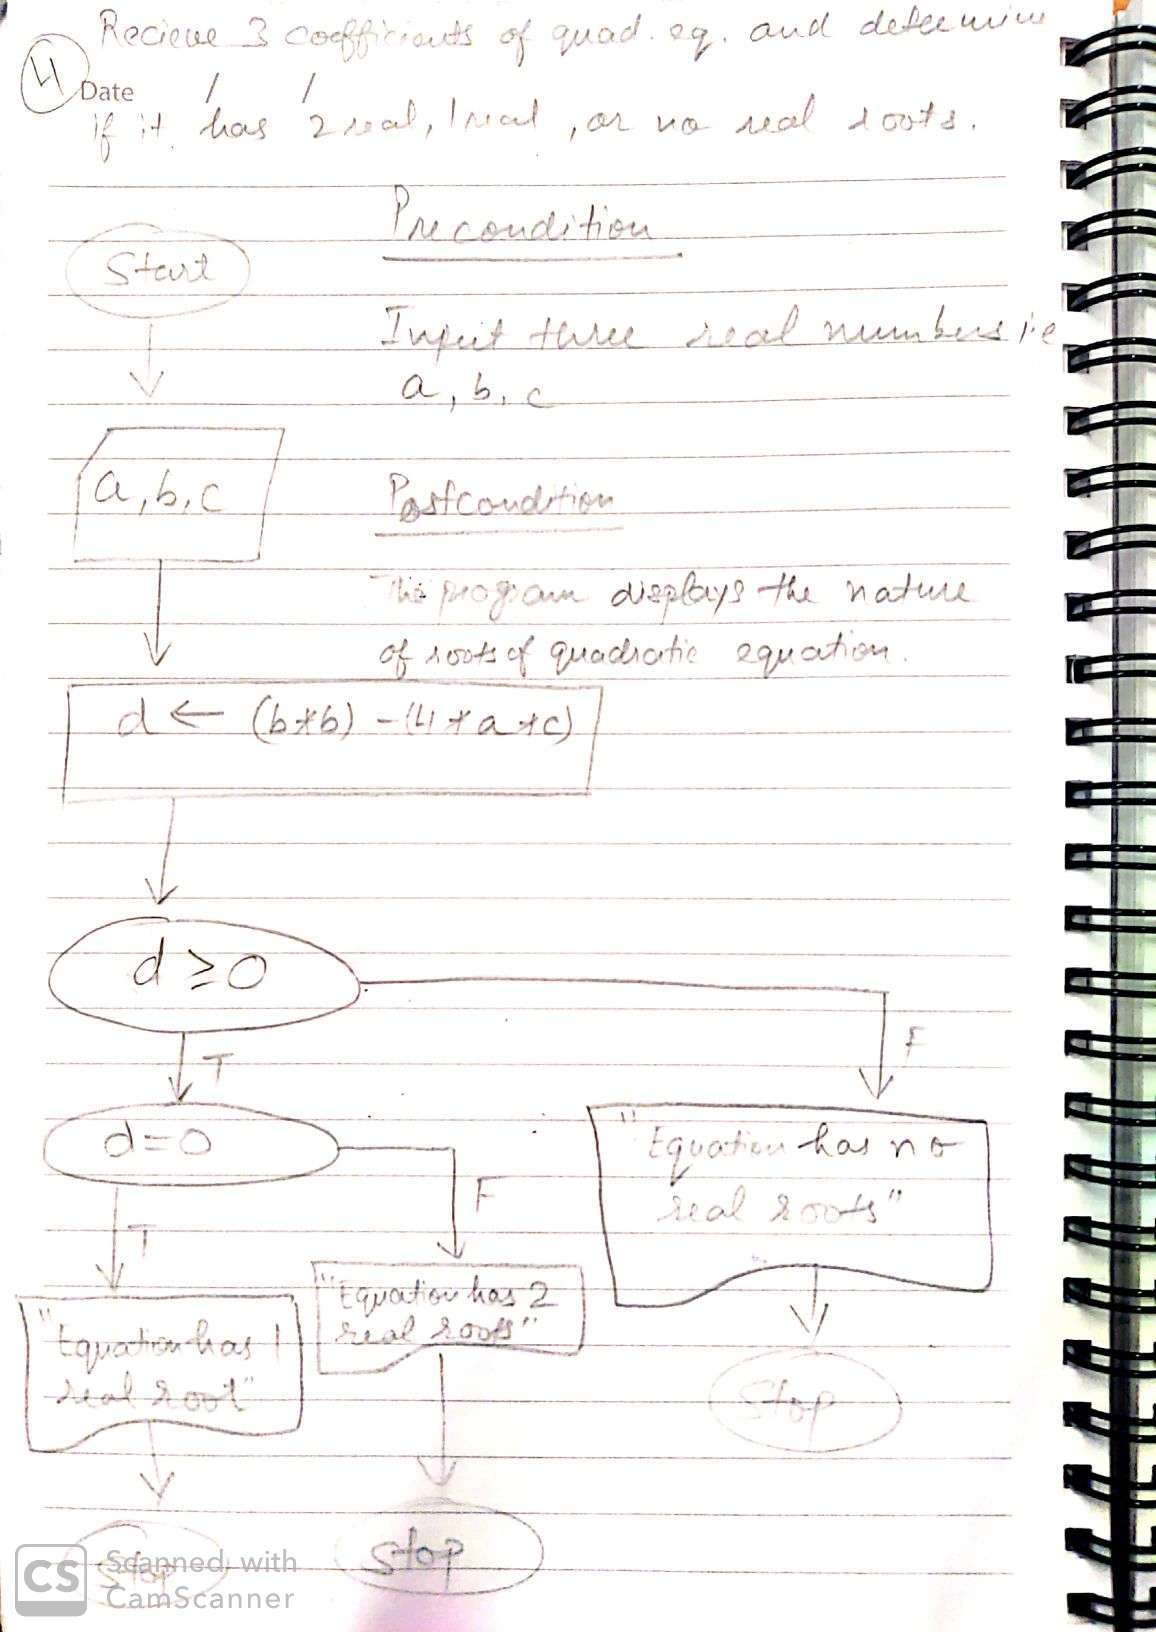 Recieve 3 coefficients of quad. eq. and determine
4
Date / /
if it has 2 real, 1 real, or no real roots.
Precondition
Start
Input three real numbers i.e
a, b, c
a, b, c
Postcondition
The program displays the nature
of roots of quadratic equation.
d ← (b*b) - (4*a*c)
d ≥ 0
F
T
d = 0
"Equation has no
real roots"
F
T
"Equation has 2
real roots"
"Equation has 1
real root"
Stop
Stop
Stop
CS
Scanned with
CamScanner